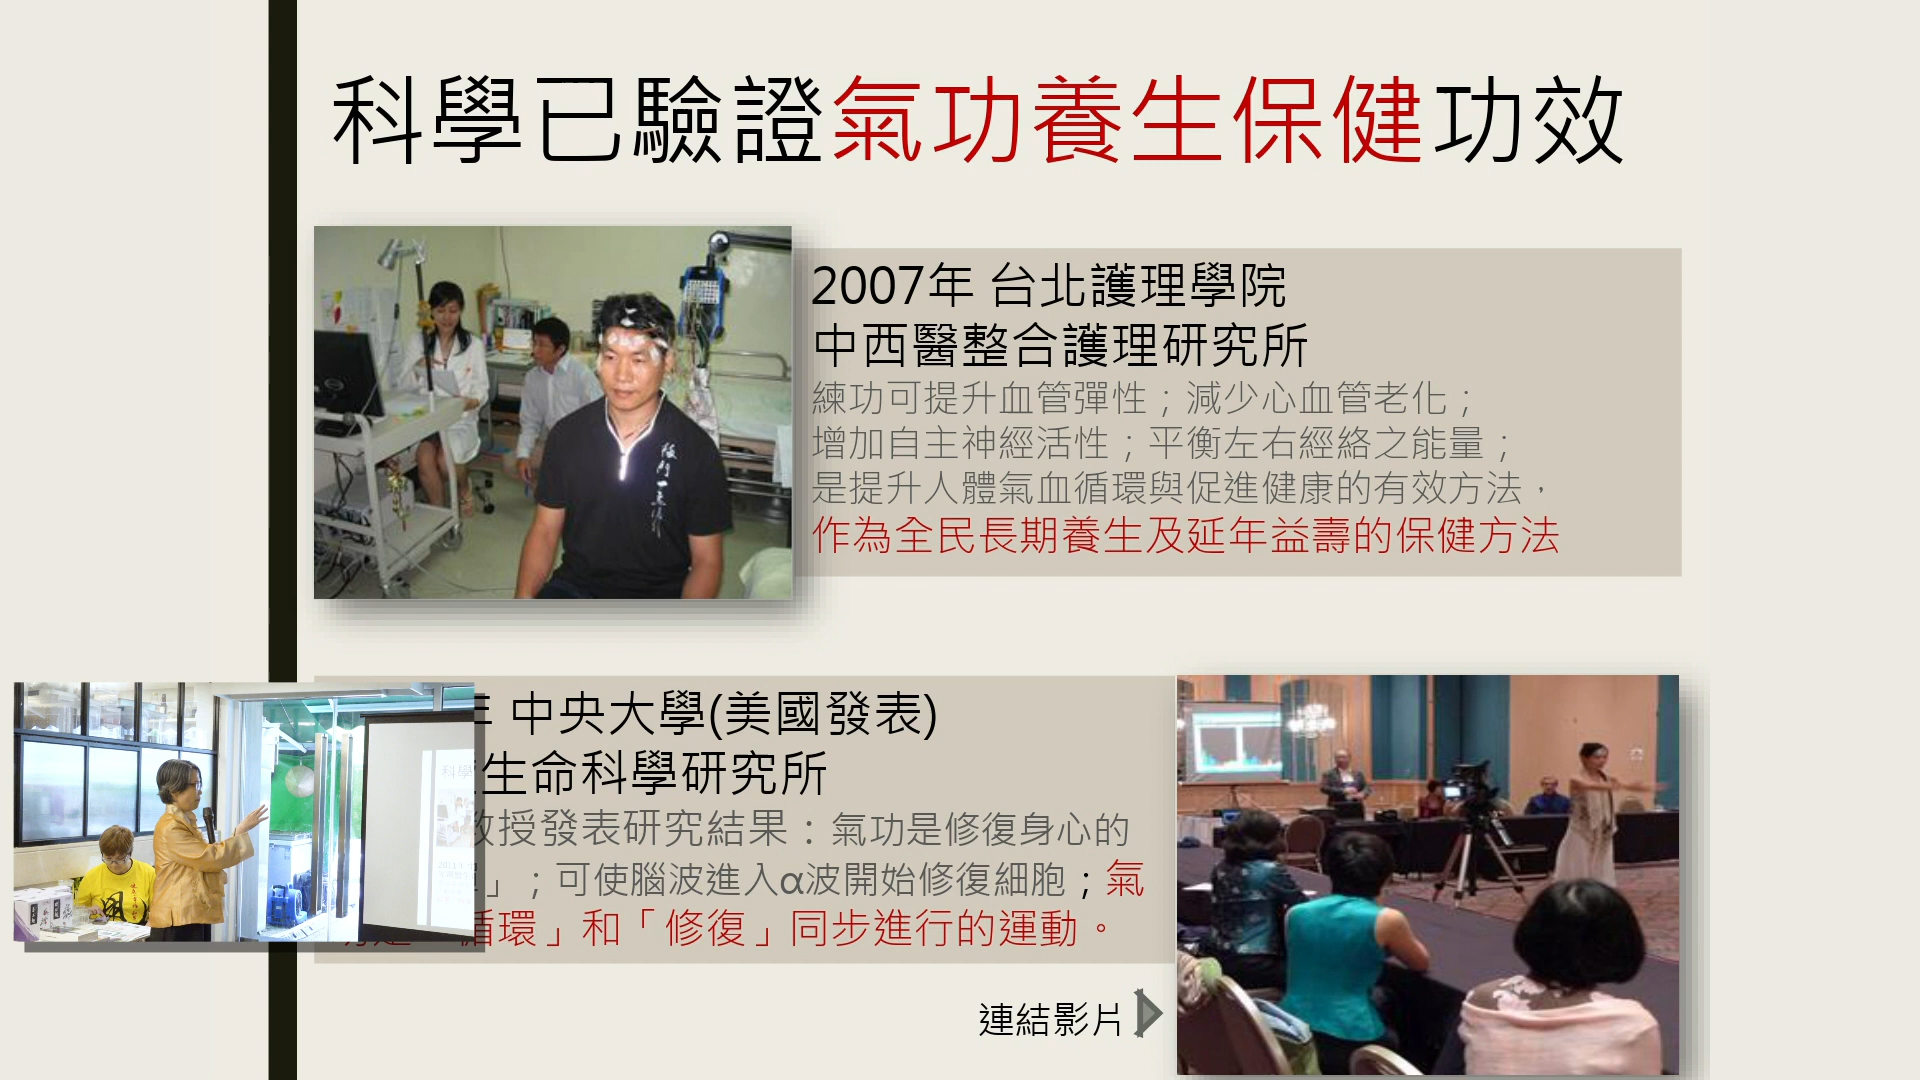 科學已驗證氣功養生保健功效
2007年 台北護理學院
中西醫整合護理研究所
練功可提升血管彈性；減少心血管老化；
增加自主神經活性；平衡左右經絡之能量；
是提升人體氣血循環與促進健康的有效方法，
作為全民長期養生及延年益壽的保健方法
年 中央大學(美國發表)
生命科學研究所
教授發表研究結果：氣功是修復身心的
」；可使腦波進入α波開始修復細胞；氣
循環」和「修復」同步進行的運動。
連結影片